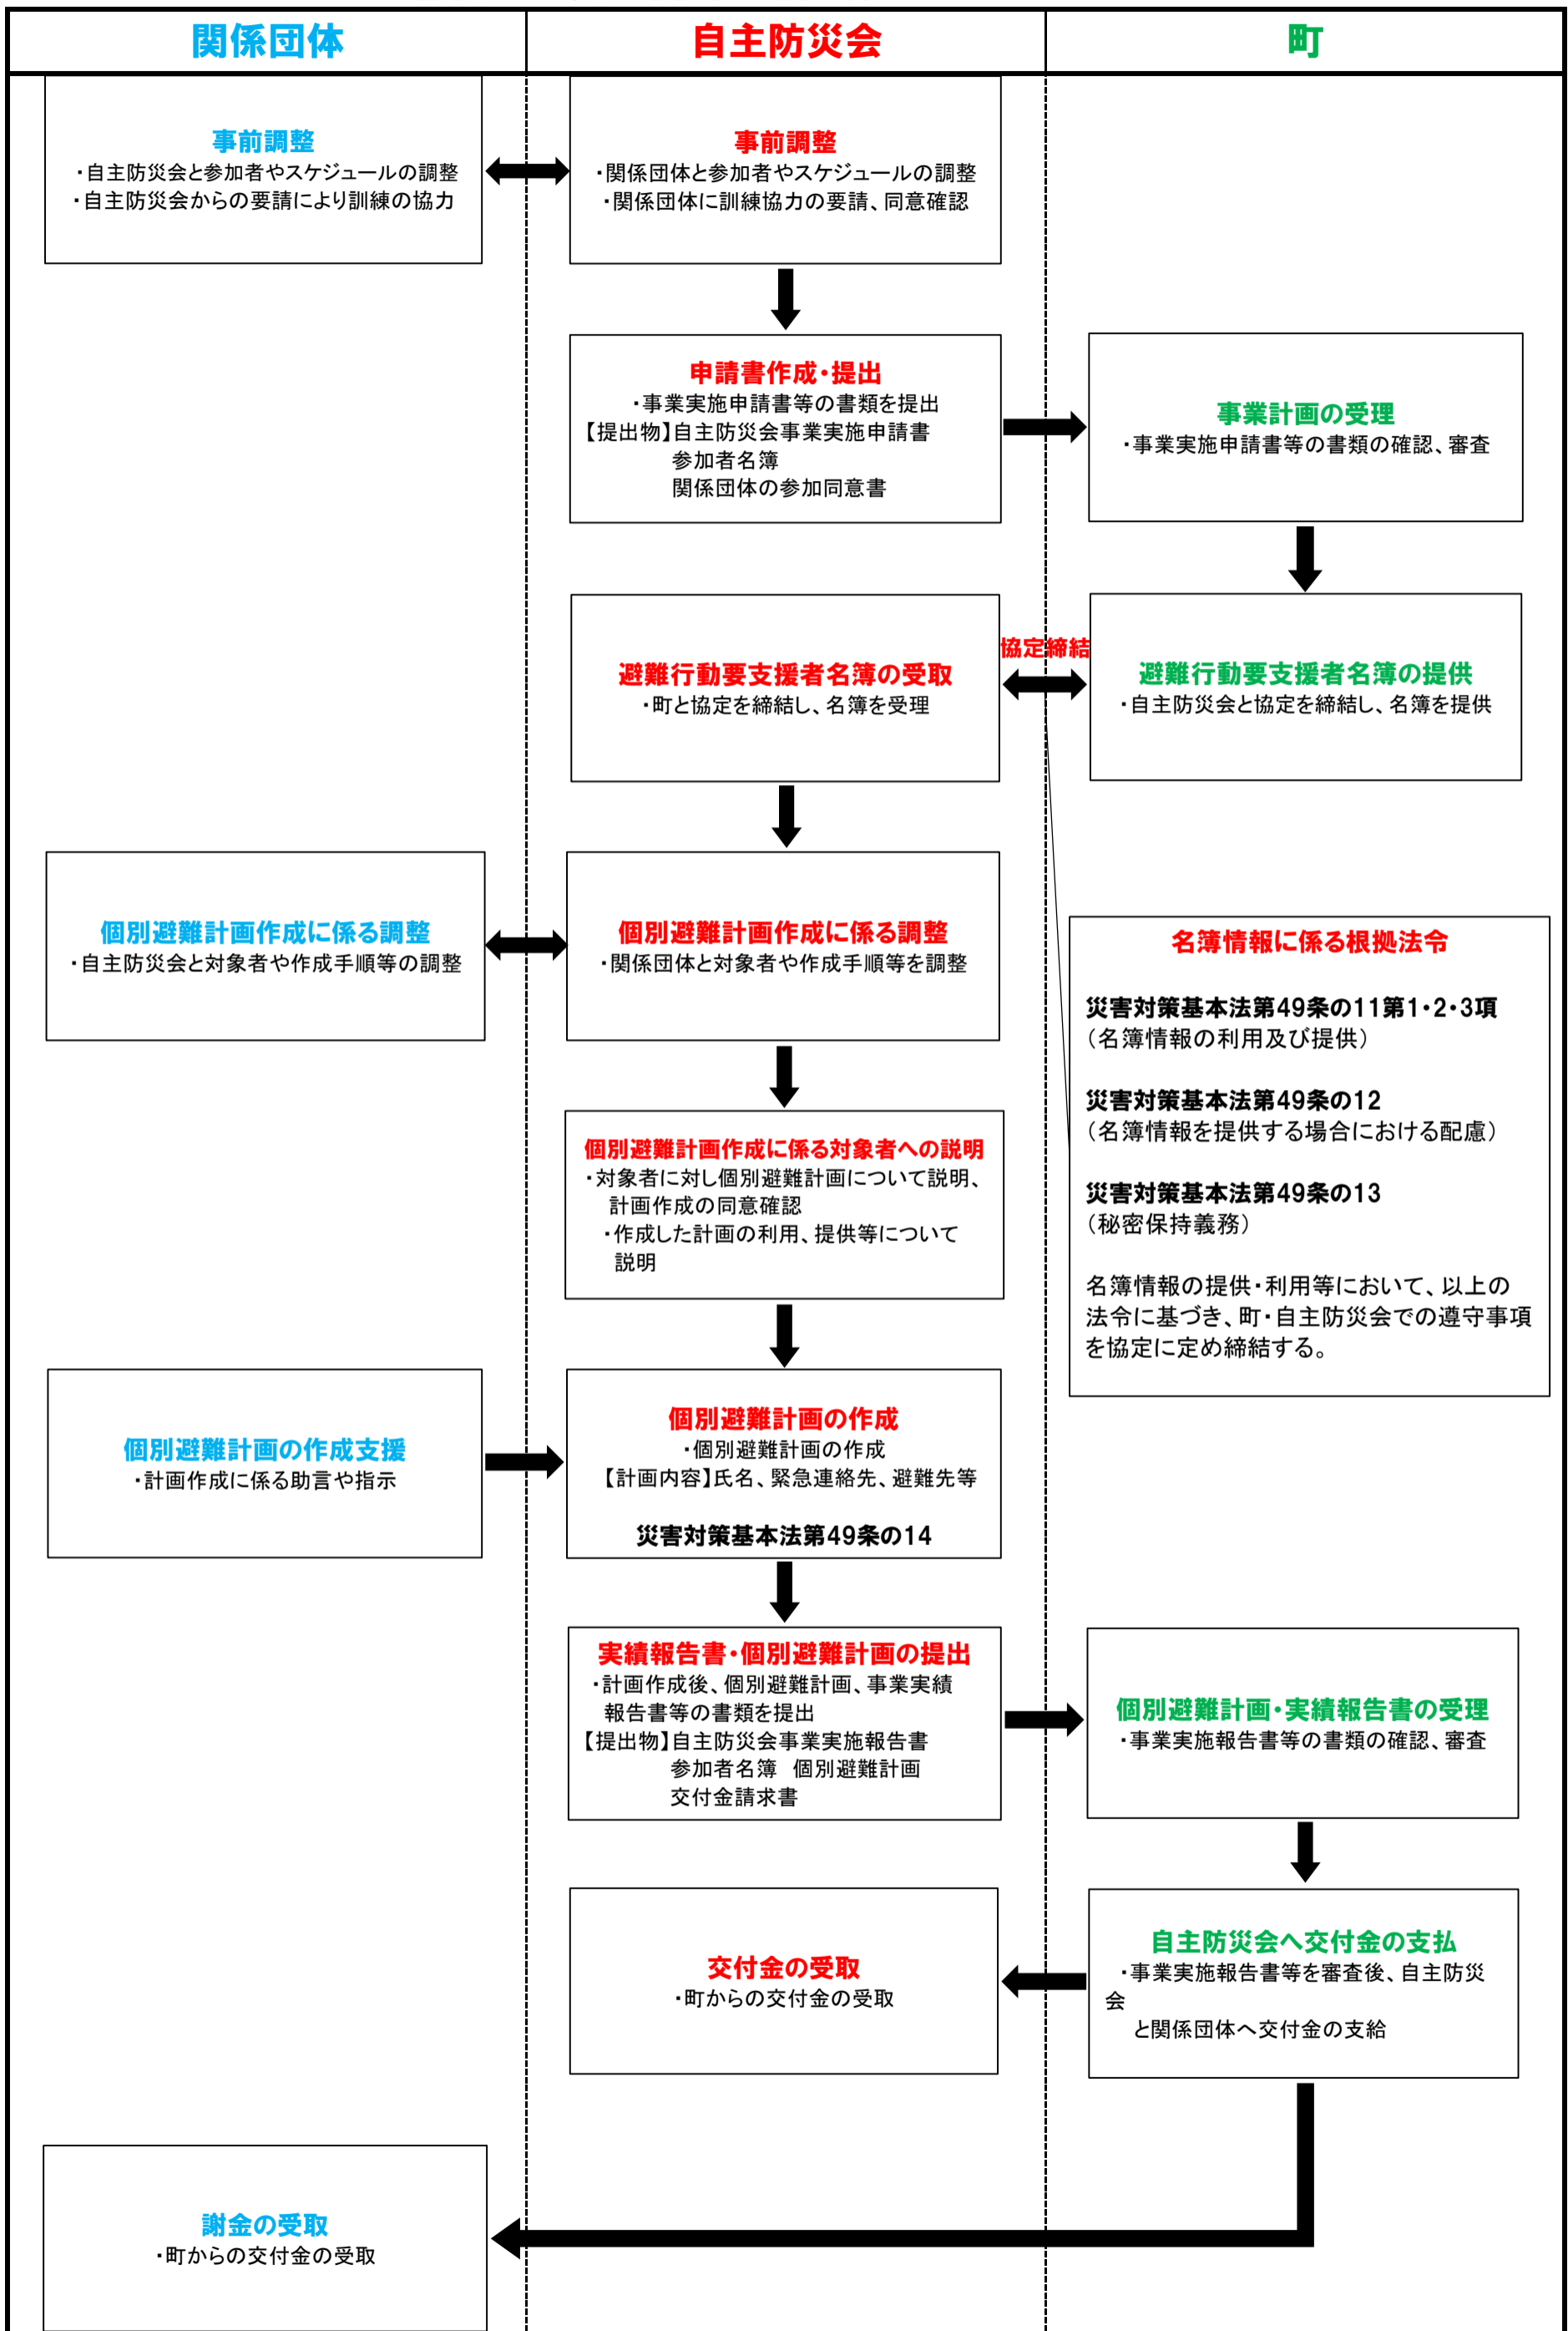 関係団体
自主防災会
町
事前調整
・自主防災会と参加者やスケジュールの調整
・自主防災会からの要請により訓練の協力
事前調整
・関係団体と参加者やスケジュールの調整
・関係団体に訓練協力の要請、同意確認
申請書作成・提出
・事業実施申請書等の書類を提出
【提出物】自主防災会事業実施申請書
参加者名簿
関係団体の参加同意書
事業計画の受理
・事業実施申請書等の書類の確認、審査
避難行動要支援者名簿の受取
・町と協定を締結し、名簿を受理
協定締結
避難行動要支援者名簿の提供
・自主防災会と協定を締結し、名簿を提供
個別避難計画作成に係る調整
・自主防災会と対象者や作成手順等の調整
個別避難計画作成に係る調整
・関係団体と対象者や作成手順等を調整
名簿情報に係る根拠法令
災害対策基本法第49条の11第1・2・3項
（名簿情報の利用及び提供）
災害対策基本法第49条の12
（名簿情報を提供する場合における配慮）
災害対策基本法第49条の13
（秘密保持義務）
名簿情報の提供・利用等において、以上の
法令に基づき、町・自主防災会での遵守事項
を協定に定め締結する。
個別避難計画作成に係る対象者への説明
・対象者に対し個別避難計画について説明、
計画作成の同意確認
・作成した計画の利用、提供等について
説明
個別避難計画の作成支援
・計画作成に係る助言や指示
個別避難計画の作成
・個別避難計画の作成
【計画内容】氏名、緊急連絡先、避難先等
災害対策基本法第49条の14
実績報告書・個別避難計画の提出
・計画作成後、個別避難計画、事業実績
報告書等の書類を提出
【提出物】自主防災会事業実施報告書
参加者名簿　個別避難計画
交付金請求書
個別避難計画・実績報告書の受理
・事業実施報告書等の書類の確認、審査
交付金の受取
・町からの交付金の受取
自主防災会へ交付金の支払
・事業実施報告書等を審査後、自主防災
会
と関係団体へ交付金の支給
謝金の受取
・町からの交付金の受取